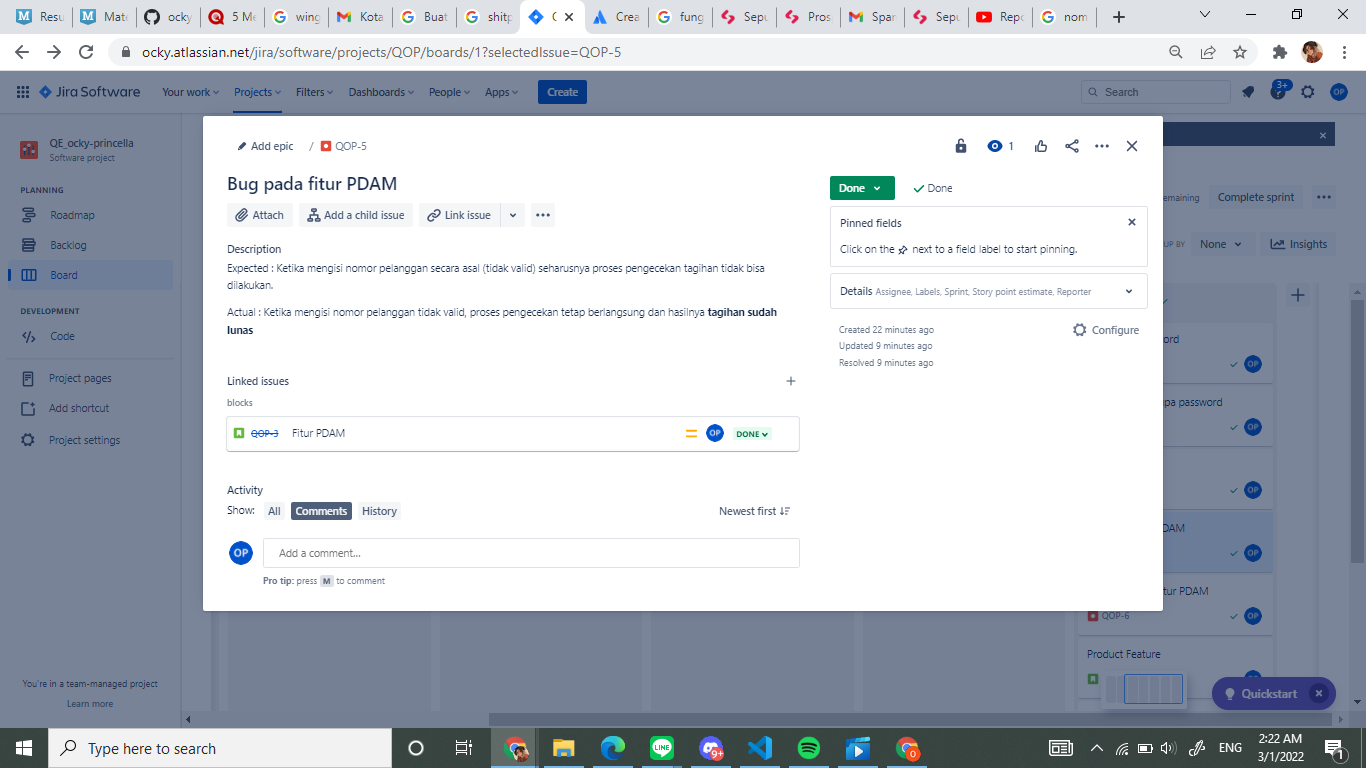 Resu
Mate
ocky
5 Me
wing
Kota
Buat
shitp
Crea
fung
Sepu
Pros
Span
Sepu
Repo
nom
ocky.atlassian.net/jira/software/projects/QOP/boards/1?selectedIssue=QOP-5
Jira Software
Your work
Projects
Filters
Dashboards
People
Apps
Create
Search
3+
OP
QE_ocky-princella
Software project
PLANNING
Roadmap
Backlog
Board
DEVELOPMENT
Code
Project pages
Add shortcut
Project settings
You're in a team-managed project
Learn more
Add epic / QOP-5
1
Bug pada fitur PDAM
Attach
Add a child issue
Link issue
Description
Expected : Ketika mengisi nomor pelanggan secara asal (tidak valid) seharusnya proses pengecekan tagihan tidak bisa
dilakukan.
Actual : Ketika mengisi nomor pelanggan tidak valid, proses pengecekan tetap berlangsung dan hasilnya tagihan sudah
lunas
Linked issues
blocks
QOP-3 Fitur PDAM
OP
DONE
Activity
Show: All Comments History
Newest first
OP
Add a comment...
Pro tip: press M to comment
Done
Done
Pinned fields
Click on the next to a field label to start pinning.
Details Assignee, Labels, Sprint, Story point estimate, Reporter
Created 22 minutes ago
Updated 9 minutes ago
Resolved 9 minutes ago
Configure
emaining
Complete sprint
UP BY
None
Insights
ord
OP
pa password
OP
OP
DAM
OP
tur PDAM
QOP-6
OP
Product Feature
Quickstart
Type here to search
9+
ENG
2:22 AM
3/1/2022
1